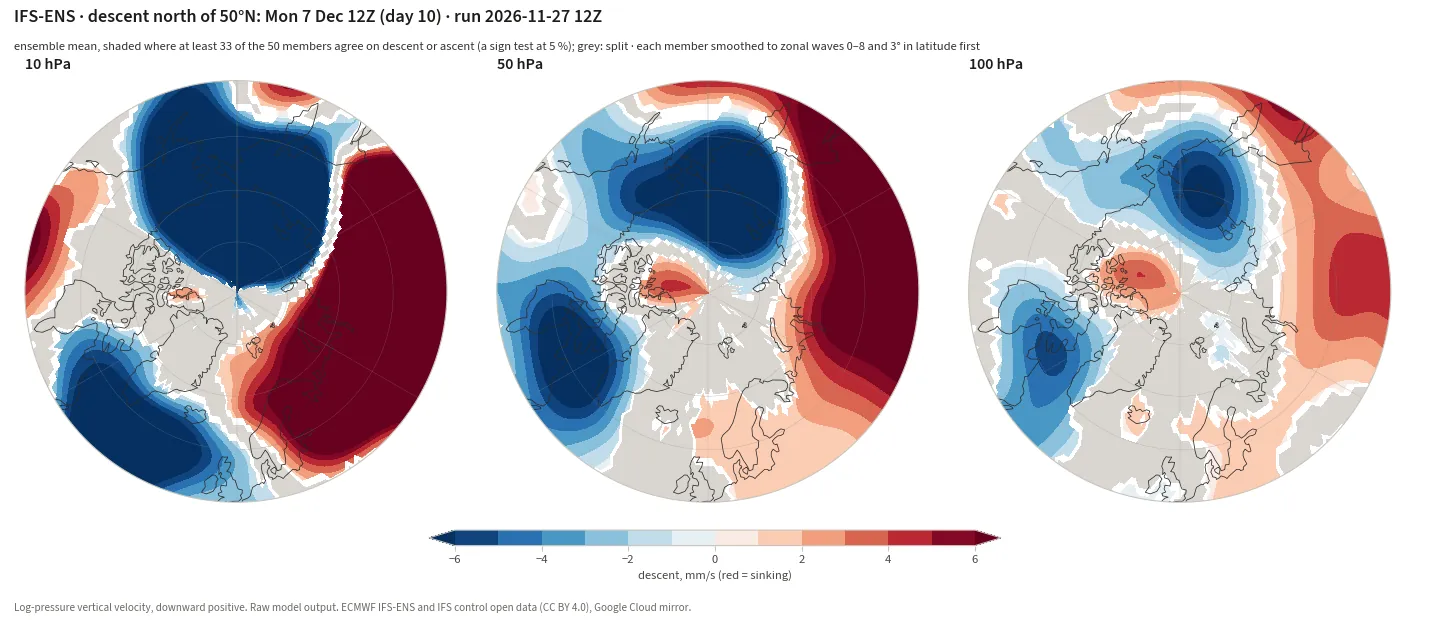 IFS-ENS · descent north of 50°N: Mon 7 Dec 12Z (day 10) · run 2026-11-27 12Z
ensemble mean, shaded where at least 33 of the 50 members agree on descent or ascent (a sign test at 5 %); grey: split · each member smoothed to zonal waves 0–8 and 3° in latitude first
10 hPa
50 hPa
100 hPa
−6 −4 −2 0 2 4 6
descent, mm/s (red = sinking)
Log-pressure vertical velocity, downward positive. Raw model output. ECMWF IFS-ENS and IFS control open data (CC BY 4.0), Google Cloud mirror.